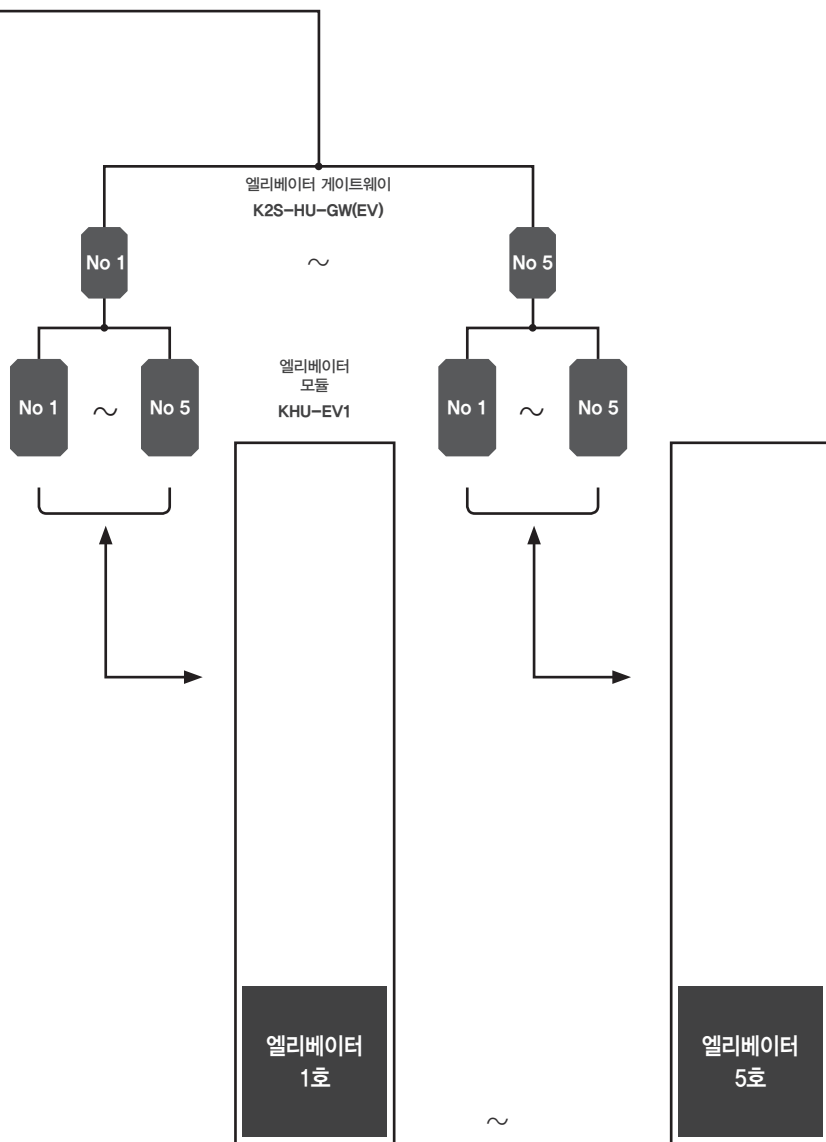 엘리베이터 게이트웨이
K2S-HU-GW(EV)
No 1
~
No 5
엘리베이터
모듈
KHU-EV1
No 1
~
No 5
No 1
~
No 5
엘리베이터
1호
~
엘리베이터
5호